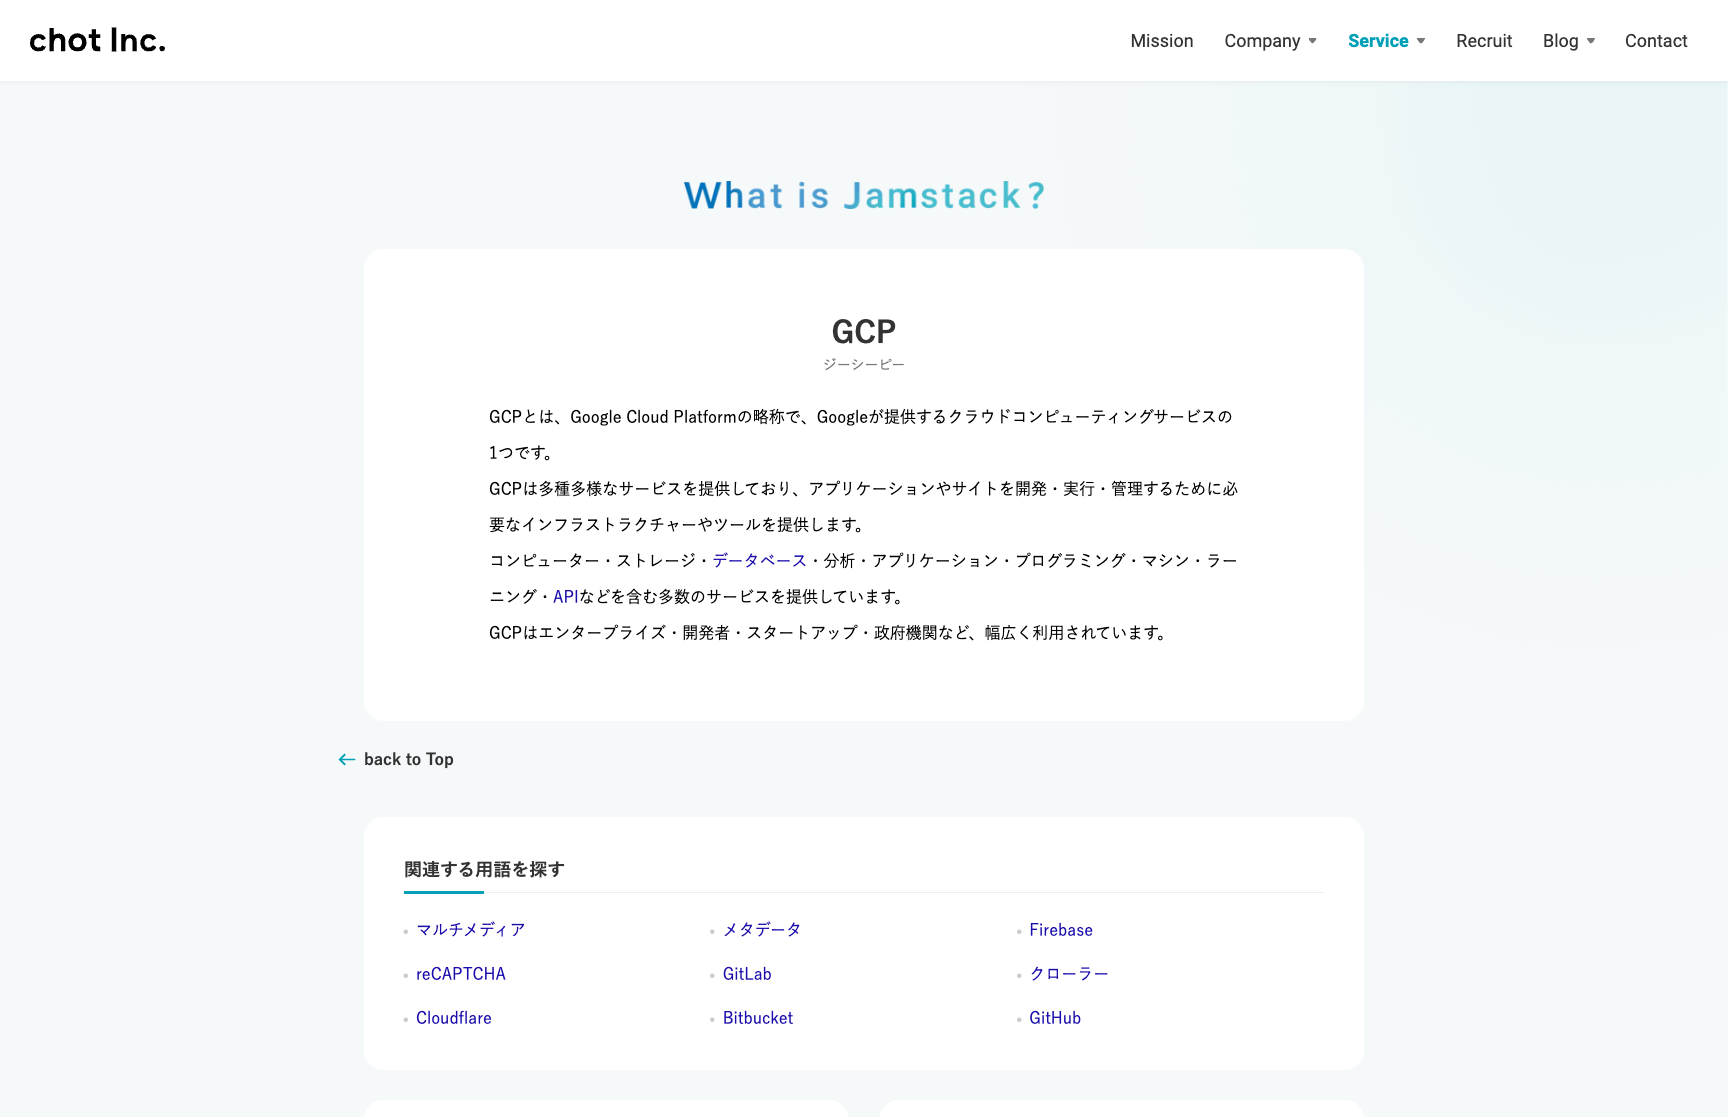 chot Inc.
Mission Company Service Recruit Blog Contact
What is Jamstack?
GCP
ジーシーピー
GCPとは、Google Cloud Platformの略称で、Googleが提供するクラウドコンピューティングサービスの
1つです。
GCPは多種多様なサービスを提供しており、アプリケーションやサイトを開発・実行・管理するために必
要なインフラストラクチャーやツールを提供します。
コンピューター・ストレージ・データベース・分析・アプリケーション・プログラミング・マシン・ラー
ニング・APIなどを含む多数のサービスを提供しています。
GCPはエンタープライズ・開発者・スタートアップ・政府機関など、幅広く利用されています。
back to Top
関連する用語を探す
マルチメディア メタデータ Firebase
reCAPTCHA GitLab クローラー
Cloudflare Bitbucket GitHub